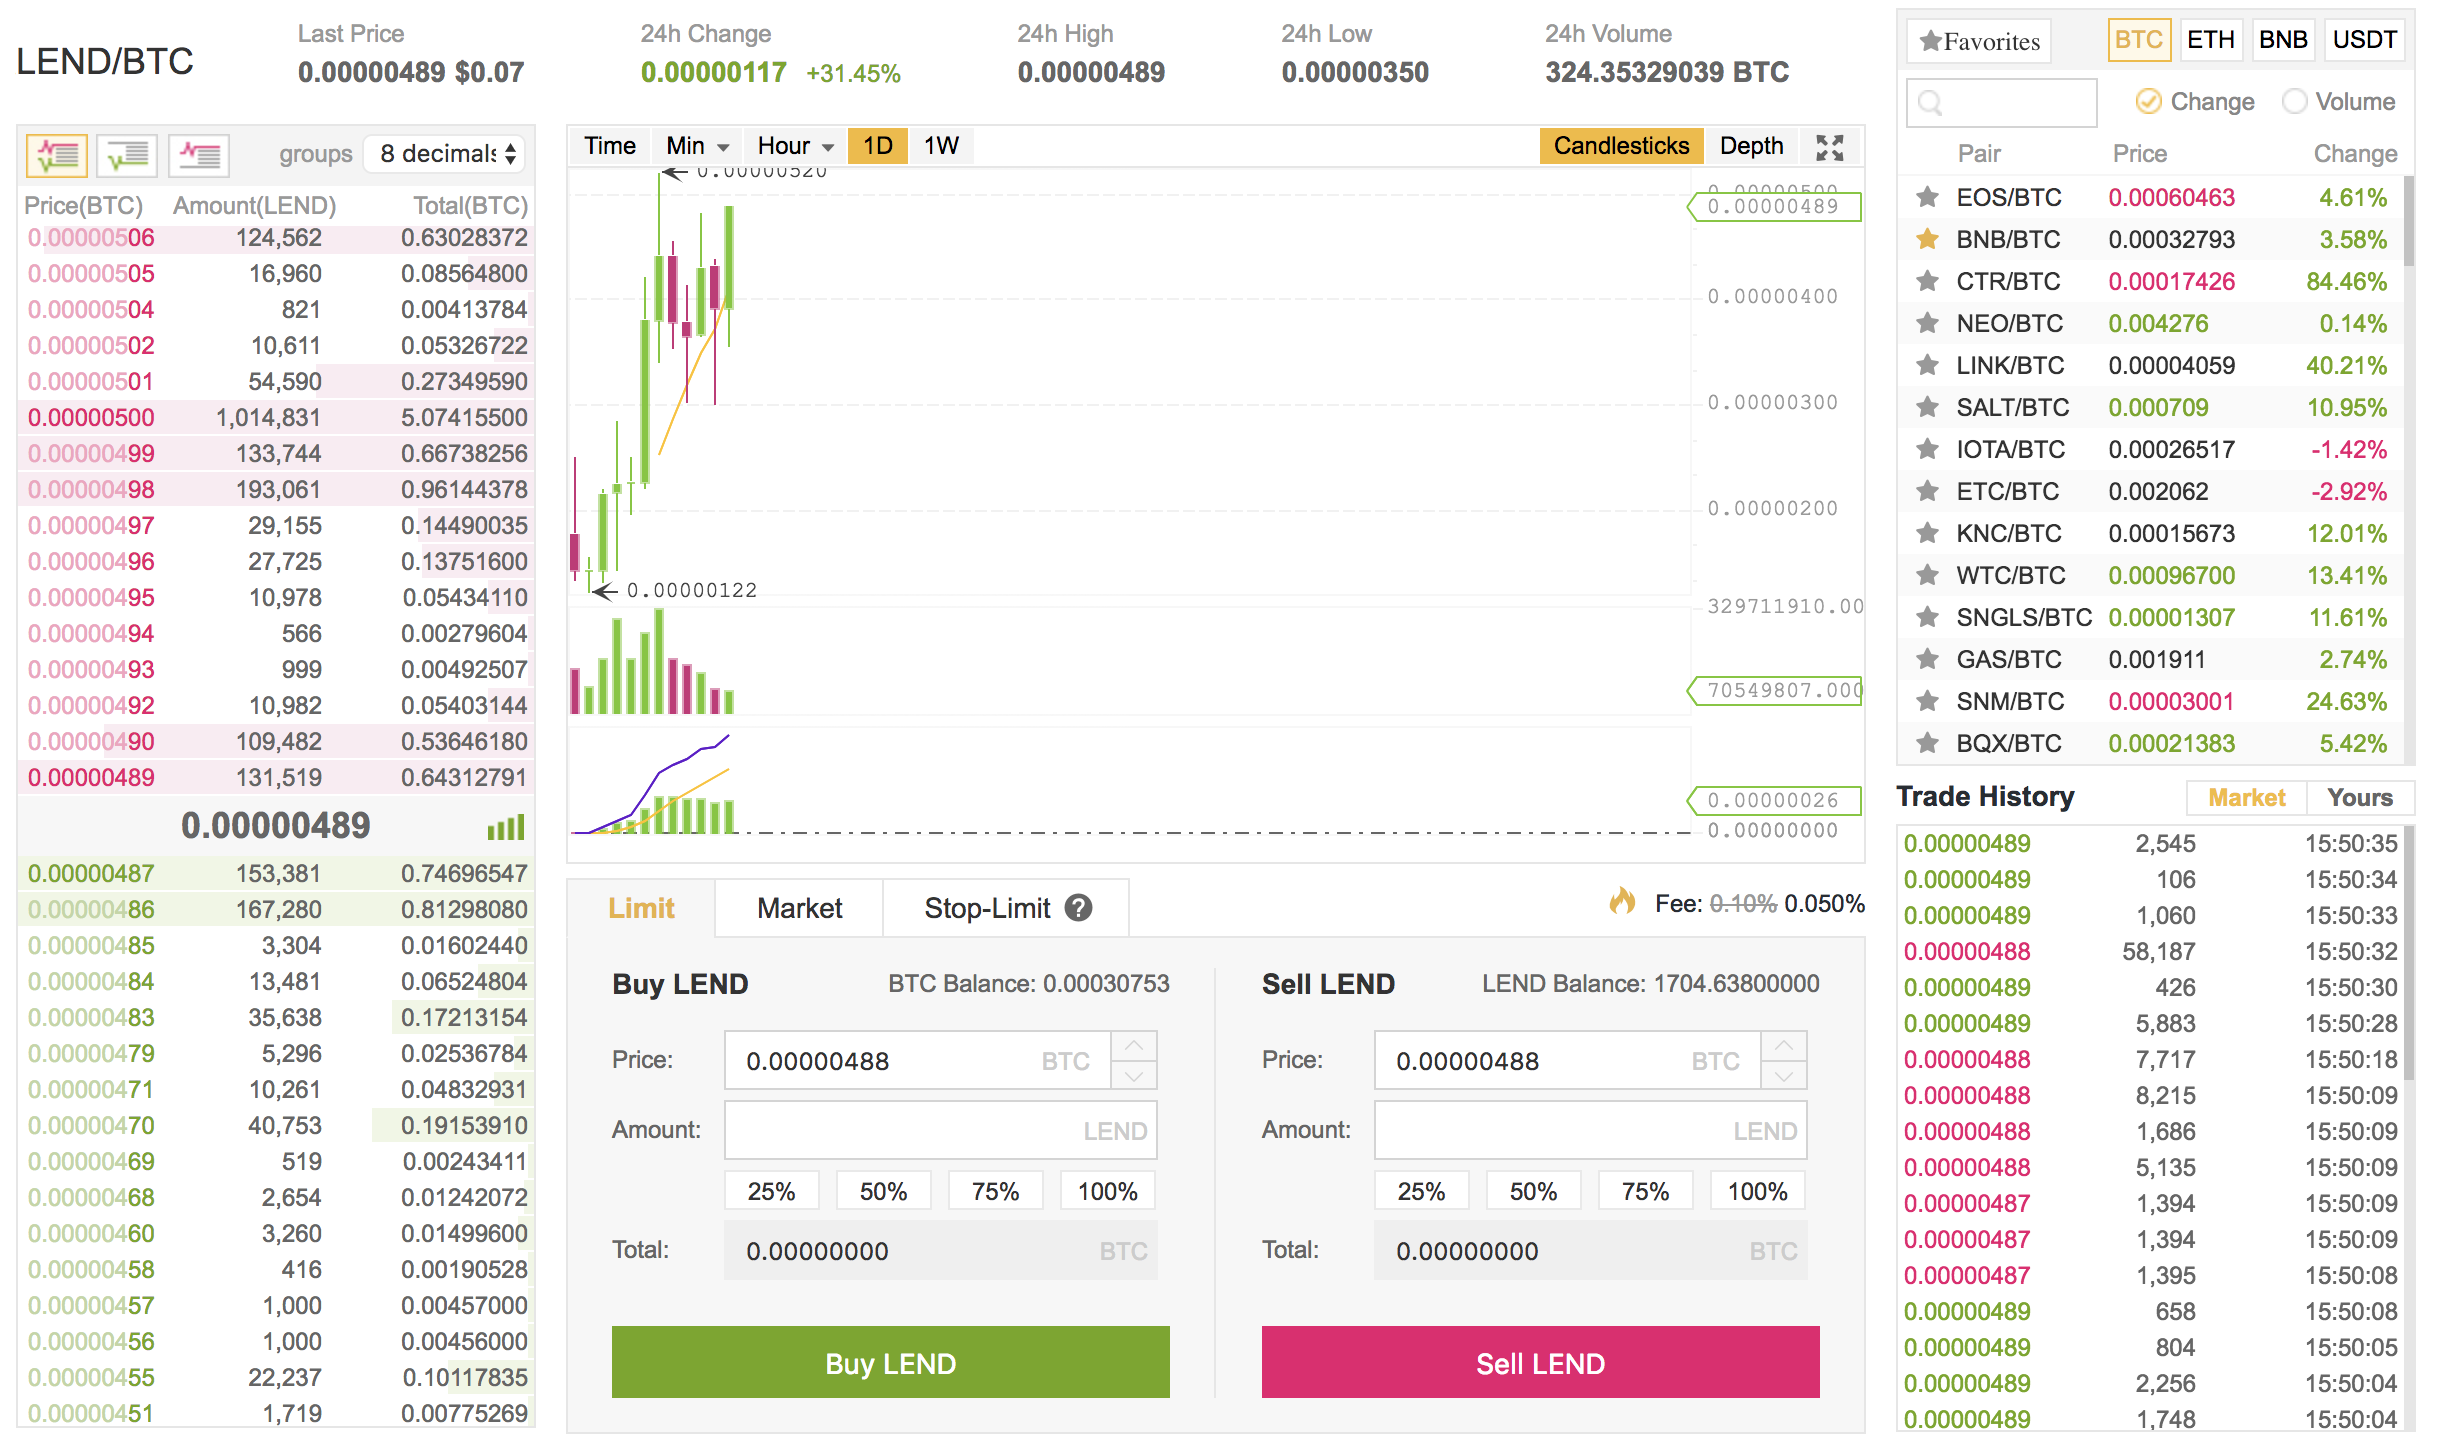 LEND/BTC
Last Price
0.00000489 $0.07
24h Change
0.00000117 +31.45%
24h High
0.00000489
24h Low
0.00000350
24h Volume
324.35329039 BTC
groups 8 decimals
Price(BTC) Amount(LEND) Total(BTC)
0.00000506 124,562 0.63028372
0.00000505 16,960 0.08564800
0.00000504 821 0.00413784
0.00000502 10,611 0.05326722
0.00000501 54,590 0.27349590
0.00000500 1,014,831 5.07415500
0.00000499 133,744 0.66738256
0.00000498 193,061 0.96144378
0.00000497 29,155 0.14490035
0.00000496 27,725 0.13751600
0.00000495 10,978 0.05434110
0.00000494 566 0.00279604
0.00000493 999 0.00492507
0.00000492 10,982 0.05403144
0.00000490 109,482 0.53646180
0.00000489 131,519 0.64312791
0.00000489
0.00000487 153,381 0.74696547
0.00000486 167,280 0.81298080
0.00000485 3,304 0.01602440
0.00000484 13,481 0.06524804
0.00000483 35,638 0.17213154
0.00000479 5,296 0.02536784
0.00000471 10,261 0.04832931
0.00000470 40,753 0.19153910
0.00000469 519 0.00243411
0.00000468 2,654 0.01242072
0.00000460 3,260 0.01499600
0.00000458 416 0.00190528
0.00000457 1,000 0.00457000
0.00000456 1,000 0.00456000
0.00000455 22,237 0.10117835
0.00000451 1,719 0.00775269
Time Min Hour 1D 1W
Candlesticks Depth
0.00000520
0.00000500
0.00000489
0.00000400
0.00000300
0.00000200
0.00000122
329711910.00
70549807.000
0.00000026
0.00000000
Limit Market Stop-Limit ?
Fee: 0.10% 0.050%
Buy LEND BTC Balance: 0.00030753
Price: 0.00000488 BTC
Amount: LEND
25% 50% 75% 100%
Total: 0.00000000 BTC
Buy LEND
Sell LEND LEND Balance: 1704.63800000
Price: 0.00000488 BTC
Amount: LEND
25% 50% 75% 100%
Total: 0.00000000 BTC
Sell LEND
Favorites BTC ETH BNB USDT
Change Volume
Pair Price Change
EOS/BTC 0.00060463 4.61%
BNB/BTC 0.00032793 3.58%
CTR/BTC 0.00017426 84.46%
NEO/BTC 0.004276 0.14%
LINK/BTC 0.00004059 40.21%
SALT/BTC 0.000709 10.95%
IOTA/BTC 0.00026517 -1.42%
ETC/BTC 0.002062 -2.92%
KNC/BTC 0.00015673 12.01%
WTC/BTC 0.00096700 13.41%
SNGLS/BTC 0.00001307 11.61%
GAS/BTC 0.001911 2.74%
SNM/BTC 0.00003001 24.63%
BQX/BTC 0.00021383 5.42%
Trade History Market Yours
0.00000489 2,545 15:50:35
0.00000489 106 15:50:34
0.00000489 1,060 15:50:33
0.00000488 58,187 15:50:32
0.00000489 426 15:50:30
0.00000489 5,883 15:50:28
0.00000488 7,717 15:50:18
0.00000488 8,215 15:50:09
0.00000488 1,686 15:50:09
0.00000488 5,135 15:50:09
0.00000487 1,394 15:50:09
0.00000487 1,394 15:50:09
0.00000487 1,395 15:50:08
0.00000489 658 15:50:08
0.00000489 804 15:50:05
0.00000489 2,256 15:50:04
0.00000489 1,748 15:50:04